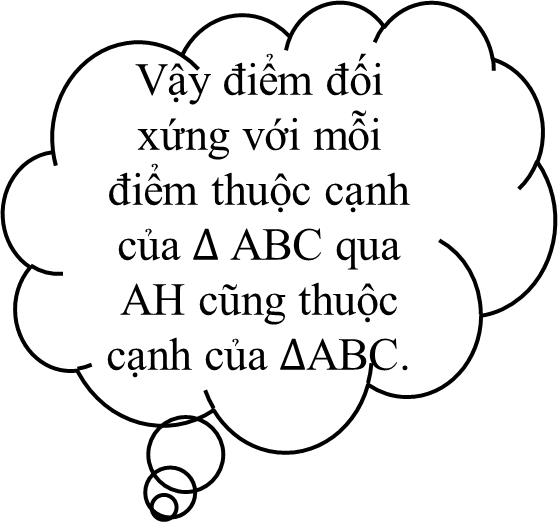 Vậy điểm đối
xứng với mỗi
điểm thuộc cạnh
của Δ ABC qua
AH cũng thuộc
cạnh của ΔABC.